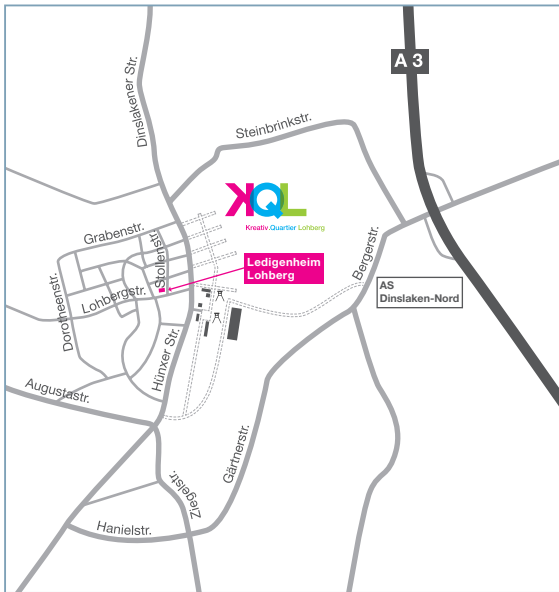 A 3
Dinslakener Str.
Steinbrinkstr.
KQL
Kreativ.Quartier Lohberg
Grabenstr.
Stollenstr.
Ledigenheim
Lohberg
Bergerstr.
Dorotheenstr.
Lohbergstr.
AS
Dinslaken-Nord
Hünxer Str.
Augustastr.
Gärtnerstr.
Ziegelstr.
Hanielstr.